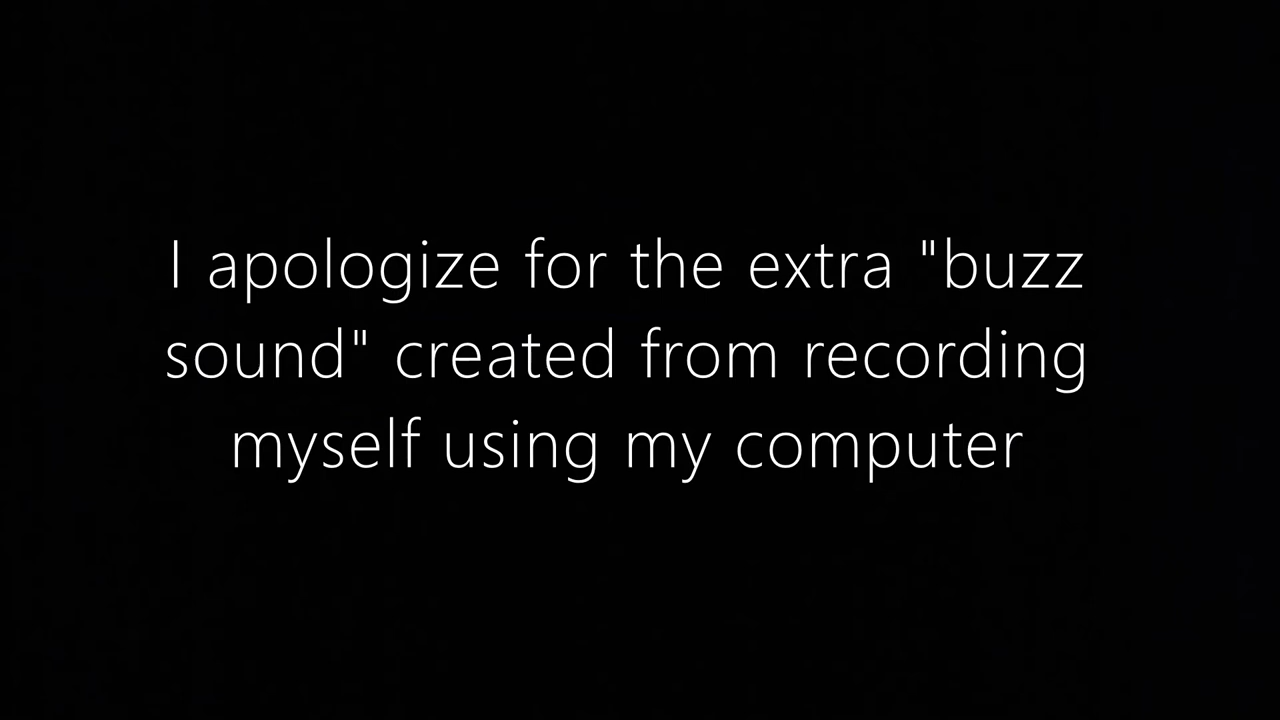 I apologize for the extra "buzz
sound" created from recording
myself using my computer